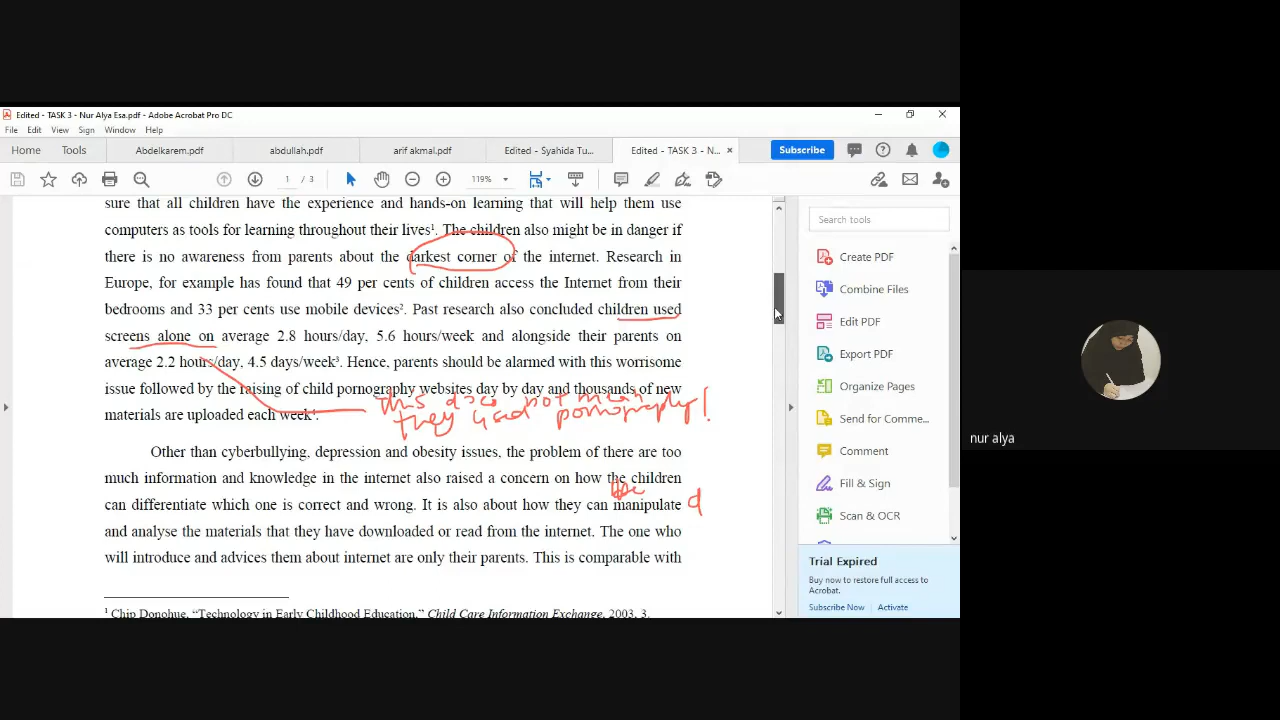 Edited - TASK 3 - Nur Alya Esa.pdf - Adobe Acrobat Pro DC
File Edit View Sign Window Help
Home Tools Abdelkarem.pdf abdullah.pdf arif akmal.pdf Edited - Syahida Tu... Edited - TASK 3 - N... × Subscribe
1 / 3 119%
sure that all children have the experience and hands-on learning that will help them use
computers as tools for learning throughout their lives¹. The children also might be in danger if
there is no awareness from parents about the darkest corner of the internet. Research in
Europe, for example has found that 49 per cents of children access the Internet from their
bedrooms and 33 per cents use mobile devices². Past research also concluded children used
screens alone on average 2.8 hours/day, 5.6 hours/week and alongside their parents on
average 2.2 hours/day, 4.5 days/week³. Hence, parents should be alarmed with this worrisome
issue followed by the raising of child pornography websites day by day and thousands of new
materials are uploaded each week⁴.
this does not mean
they used pornography!
Other than cyberbullying, depression and obesity issues, the problem of there are too
much information and knowledge in the internet also raised a concern on how the children
can differentiate which one is correct and wrong. It is also about how they can manipulate
be d
and analyse the materials that they have downloaded or read from the internet. The one who
will introduce and advices them about internet are only their parents. This is comparable with
¹ Chip Donohue, “Technology in Early Childhood Education,” Child Care Information Exchange, 2003, 3.
Search tools
Create PDF
Combine Files
Edit PDF
Export PDF
Organize Pages
Send for Comme...
Comment
Fill & Sign
Scan & OCR
Trial Expired
Buy now to restore full access to
Acrobat.
Subscribe Now Activate
nur alya